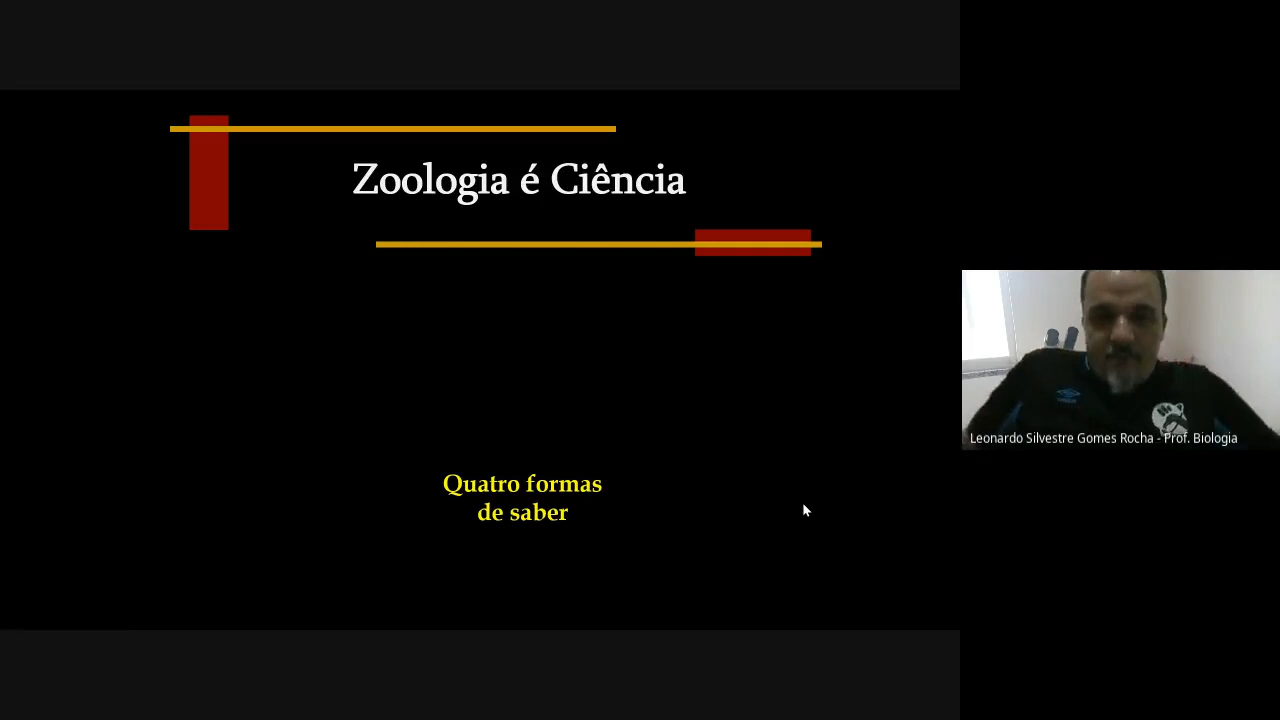 Zoologia é Ciência
Quatro formas
de saber
Leonardo Silvestre Gomes Rocha - Prof. Biologia